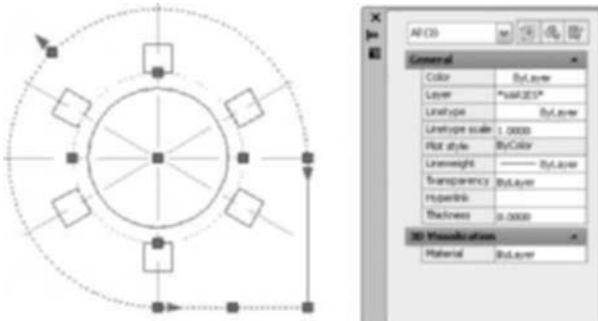 General
Color ByLayer
Layer *VARIES*
Linetype ByLayer
Linetype scale 1.0000
Plot style ByColor
Lineweight ByLayer
Transparency ByLayer
Hyperlink
Thickness 0.0000
3D Visualization
Material ByLayer